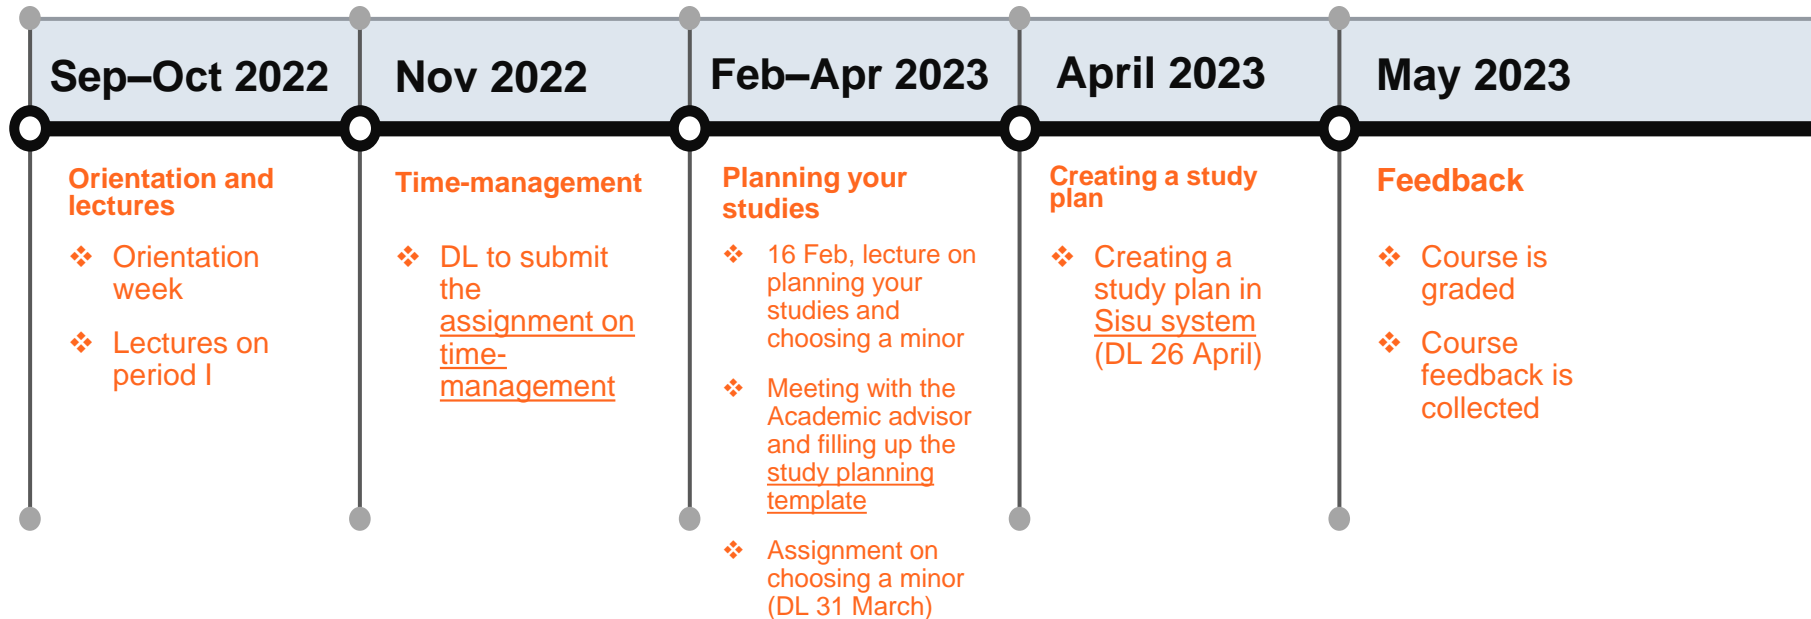 Sep–Oct 2022
Nov 2022
Feb–Apr 2023
April 2023
May 2023
Orientation and
lectures
❖ Orientation
week
❖ Lectures on
period I
Time-management
❖ DL to submit
the
assignment on
time-
management
Planning your
studies
❖ 16 Feb, lecture on
planning your
studies and
choosing a minor
❖ Meeting with the
Academic advisor
and filling up the
study planning
template
❖ Assignment on
choosing a minor
(DL 31 March)
Creating a study
plan
❖ Creating a
study plan in
Sisu system
(DL 26 April)
Feedback
❖ Course is
graded
❖ Course
feedback is
collected